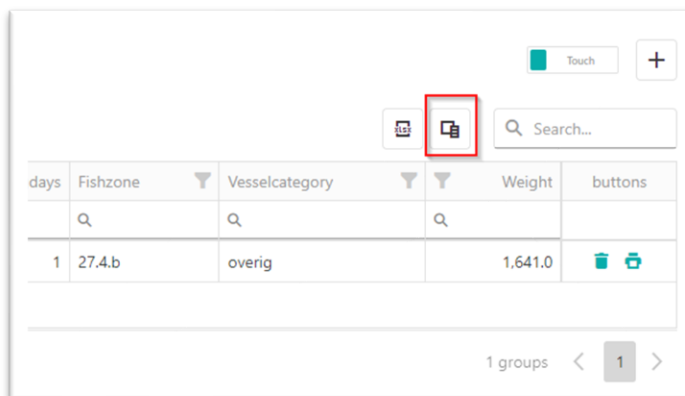 Touch
+
XLSX
Search...
days Fishzone Vesselcategory Weight buttons
1 27.4.b overig 1,641.0
1 groups < 1 >